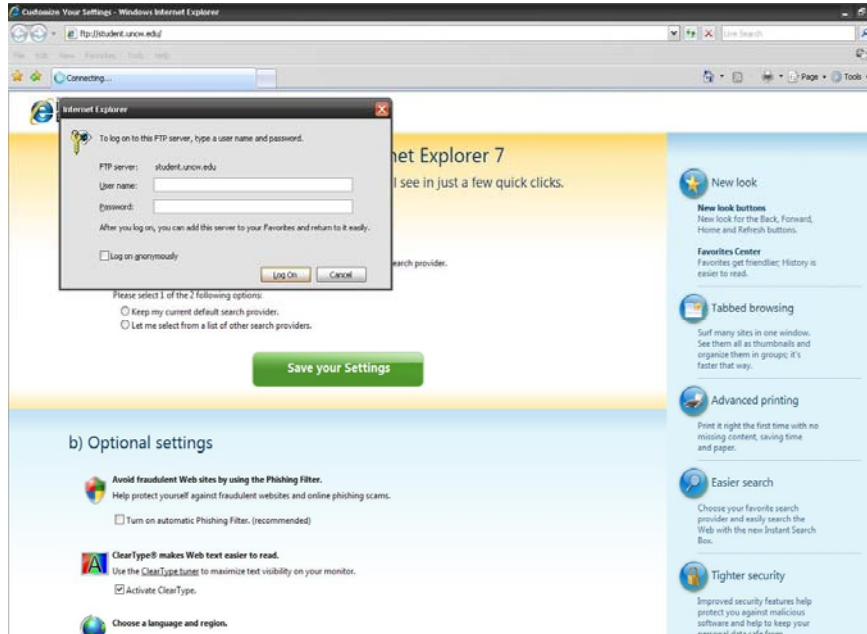 Customize Your Settings - Windows Internet Explorer
ftp://student.uncw.edu/
Live Search
File Edit View Favorites Tools Help
Connecting...
Page
Tools
Internet Explorer
To log on to this FTP server, type a user name and password.
FTP server: student.uncw.edu
User name:
Password:
After you log on, you can add this server to your Favorites and return to it easily.
Log on anonymously
Log On
Cancel
net Explorer 7
I see in just a few quick clicks.
earch provider.
Please select 1 of the 2 following options:
Keep my current default search provider.
Let me select from a list of other search providers.
Save your Settings
b) Optional settings
Avoid fraudulent Web sites by using the Phishing Filter.
Help protect yourself against fraudulent websites and online phishing scams.
Turn on automatic Phishing Filter. (recommended)
ClearType® makes Web text easier to read.
Use the ClearType tuner to maximize text visibility on your monitor.
Activate ClearType.
Choose a language and region.
New look
New look buttons
New look for the Back, Forward,
Home and Refresh buttons.
Favorites Center
Favorites get friendlier; History is
easier to read.
Tabbed browsing
Surf many sites in one window.
See them all as thumbnails and
organize them in groups; it's
faster that way.
Advanced printing
Print it right the first time with no
missing content, saving time
and paper.
Easier search
Choose your favorite search
provider and easily search the
Web with the new Instant Search
Box.
Tighter security
Improved security features help
protect you against malicious
software and help to keep your
personal data safe from